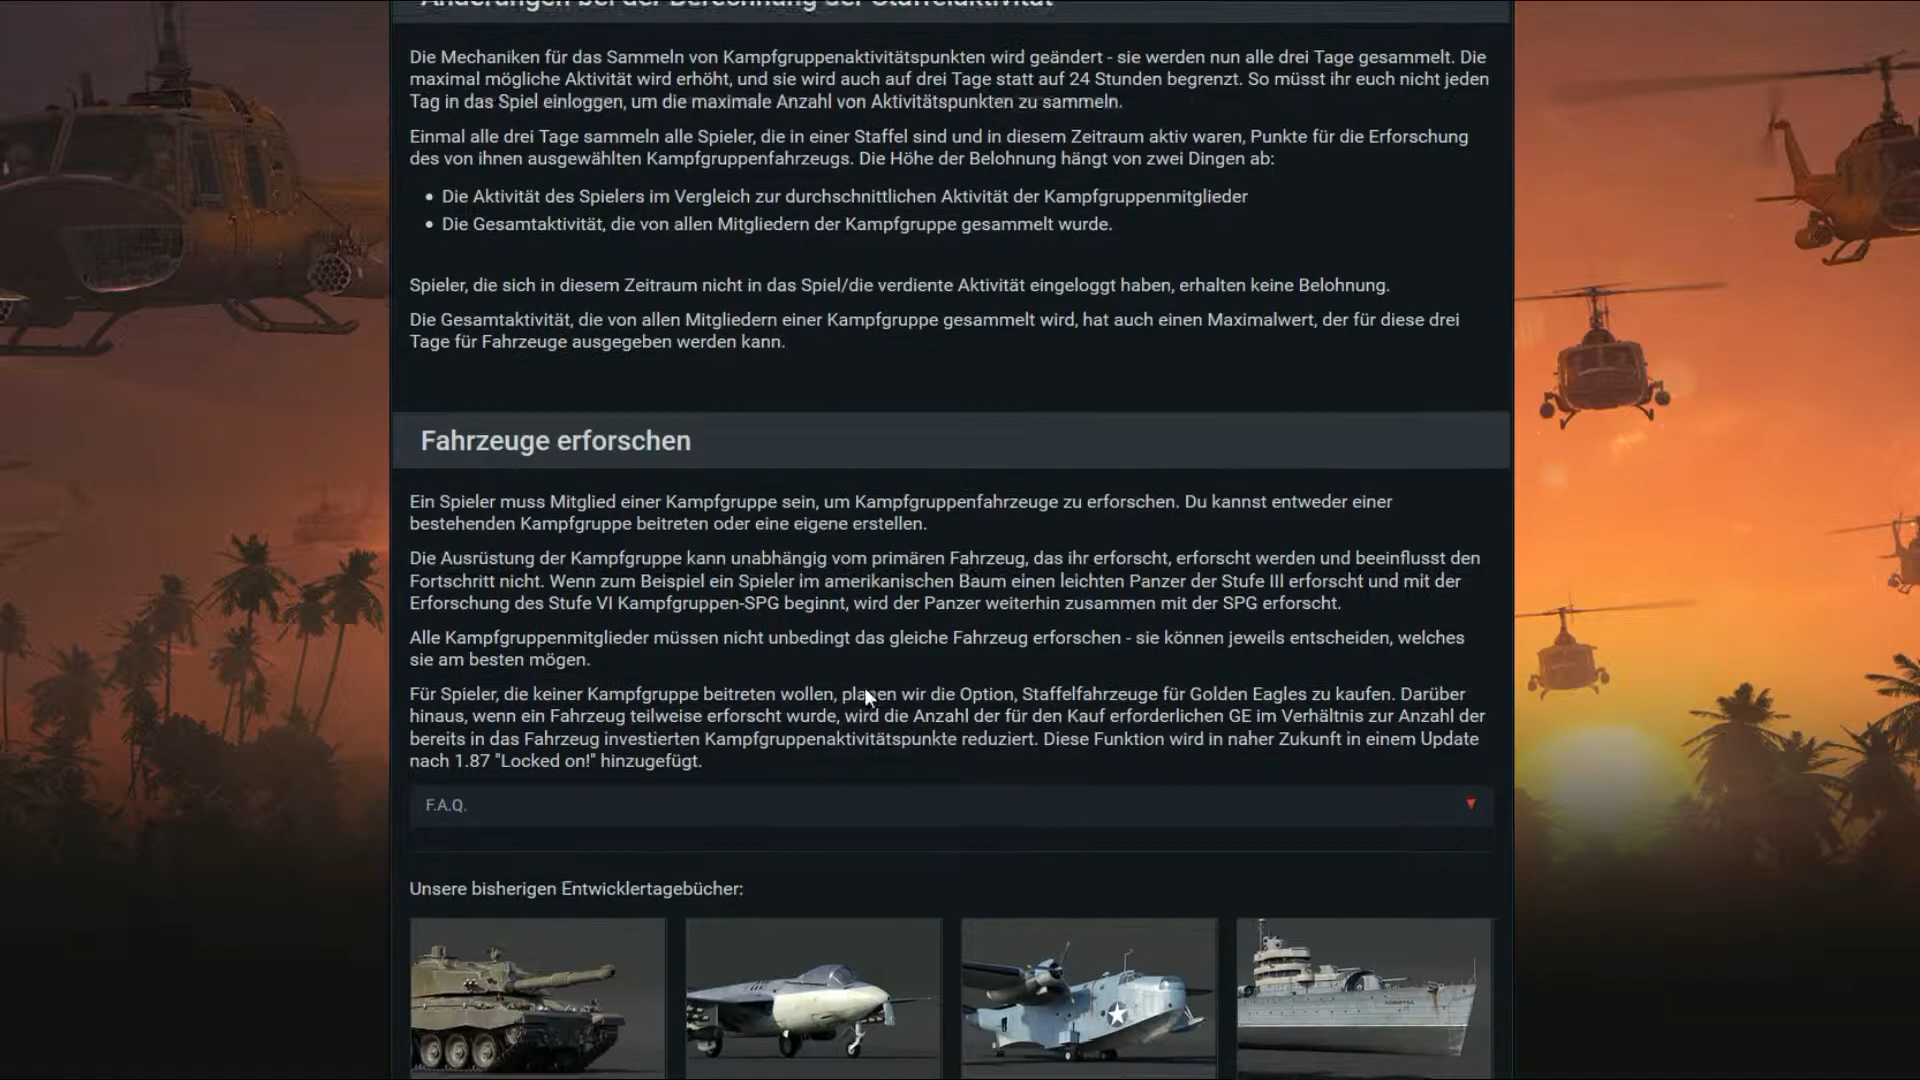 Änderungen bei der Berechnung der Staffelaktivität
Die Mechaniken für das Sammeln von Kampfgruppenaktivitätspunkten wird geändert - sie werden nun alle drei Tage gesammelt. Die
maximal mögliche Aktivität wird erhöht, und sie wird auch auf drei Tage statt auf 24 Stunden begrenzt. So müsst ihr euch nicht jeden
Tag in das Spiel einloggen, um die maximale Anzahl von Aktivitätspunkten zu sammeln.
Einmal alle drei Tage sammeln alle Spieler, die in einer Staffel sind und in diesem Zeitraum aktiv waren, Punkte für die Erforschung
des von ihnen ausgewählten Kampfgruppenfahrzeugs. Die Höhe der Belohnung hängt von zwei Dingen ab:
• Die Aktivität des Spielers im Vergleich zur durchschnittlichen Aktivität der Kampfgruppenmitglieder
• Die Gesamtaktivität, die von allen Mitgliedern der Kampfgruppe gesammelt wurde.
Spieler, die sich in diesem Zeitraum nicht in das Spiel/die verdiente Aktivität eingeloggt haben, erhalten keine Belohnung.
Die Gesamtaktivität, die von allen Mitgliedern einer Kampfgruppe gesammelt wird, hat auch einen Maximalwert, der für diese drei
Tage für Fahrzeuge ausgegeben werden kann.
Fahrzeuge erforschen
Ein Spieler muss Mitglied einer Kampfgruppe sein, um Kampfgruppenfahrzeuge zu erforschen. Du kannst entweder einer
bestehenden Kampfgruppe beitreten oder eine eigene erstellen.
Die Ausrüstung der Kampfgruppe kann unabhängig vom primären Fahrzeug, das ihr erforscht, erforscht werden und beeinflusst den
Fortschritt nicht. Wenn zum Beispiel ein Spieler im amerikanischen Baum einen leichten Panzer der Stufe III erforscht und mit der
Erforschung des Stufe VI Kampfgruppen-SPG beginnt, wird der Panzer weiterhin zusammen mit der SPG erforscht.
Alle Kampfgruppenmitglieder müssen nicht unbedingt das gleiche Fahrzeug erforschen - sie können jeweils entscheiden, welches
sie am besten mögen.
Für Spieler, die keiner Kampfgruppe beitreten wollen, planen wir die Option, Staffelfahrzeuge für Golden Eagles zu kaufen. Darüber
hinaus, wenn ein Fahrzeug teilweise erforscht wurde, wird die Anzahl der für den Kauf erforderlichen GE im Verhältnis zur Anzahl der
bereits in das Fahrzeug investierten Kampfgruppenaktivitätspunkte reduziert. Diese Funktion wird in naher Zukunft in einem Update
nach 1.87 "Locked on!" hinzugefügt.
F.A.Q.
Unsere bisherigen Entwicklertagebücher: